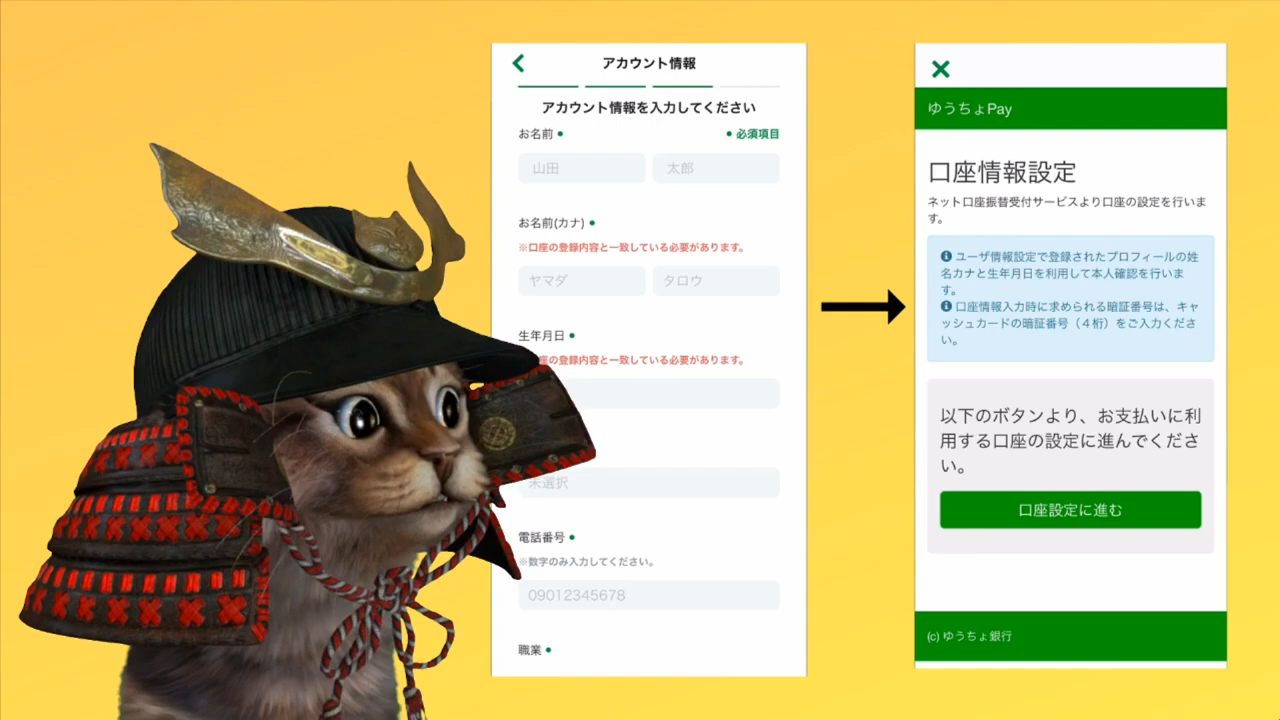 アカウント情報
アカウント情報を入力してください
お名前
必須項目
山田
太郎
お名前(カナ)
※口座の登録内容と一致している必要があります。
ヤマダ
タロウ
生年月日
座の登録内容と一致している必要があります。
未選択
電話番号
※数字のみ入力してください。
09012345678
職業
ゆうちょPay
口座情報設定
ネット口座振替受付サービスより口座の設定を行いま
す。
ユーザ情報設定で登録されたプロフィールの姓
名カナと生年月日を利用して本人確認を行いま
す。
口座情報入力時に求められる暗証番号は、キャ
ッシュカードの暗証番号（４桁）をご入力くださ
い。
以下のボタンより、お支払いに利
用する口座の設定に進んでくださ
い。
口座設定に進む
(c) ゆうちょ銀行